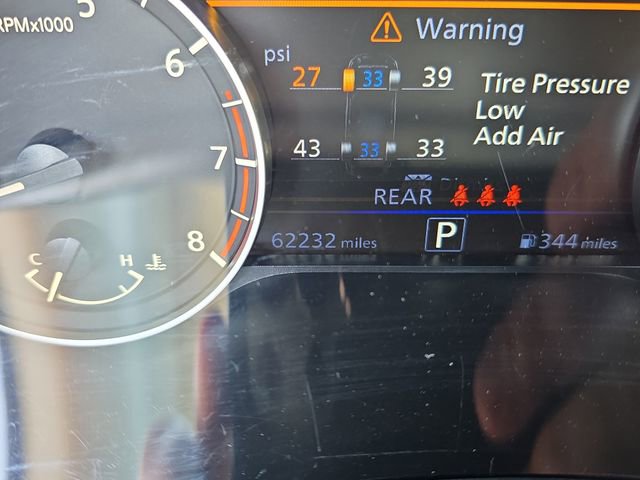 RPMx1000
5
6
7
8
C H
Warning
psi
27 33 39
Tire Pressure
Low
Add Air
43 33 33
REAR
62232 miles P 344 miles